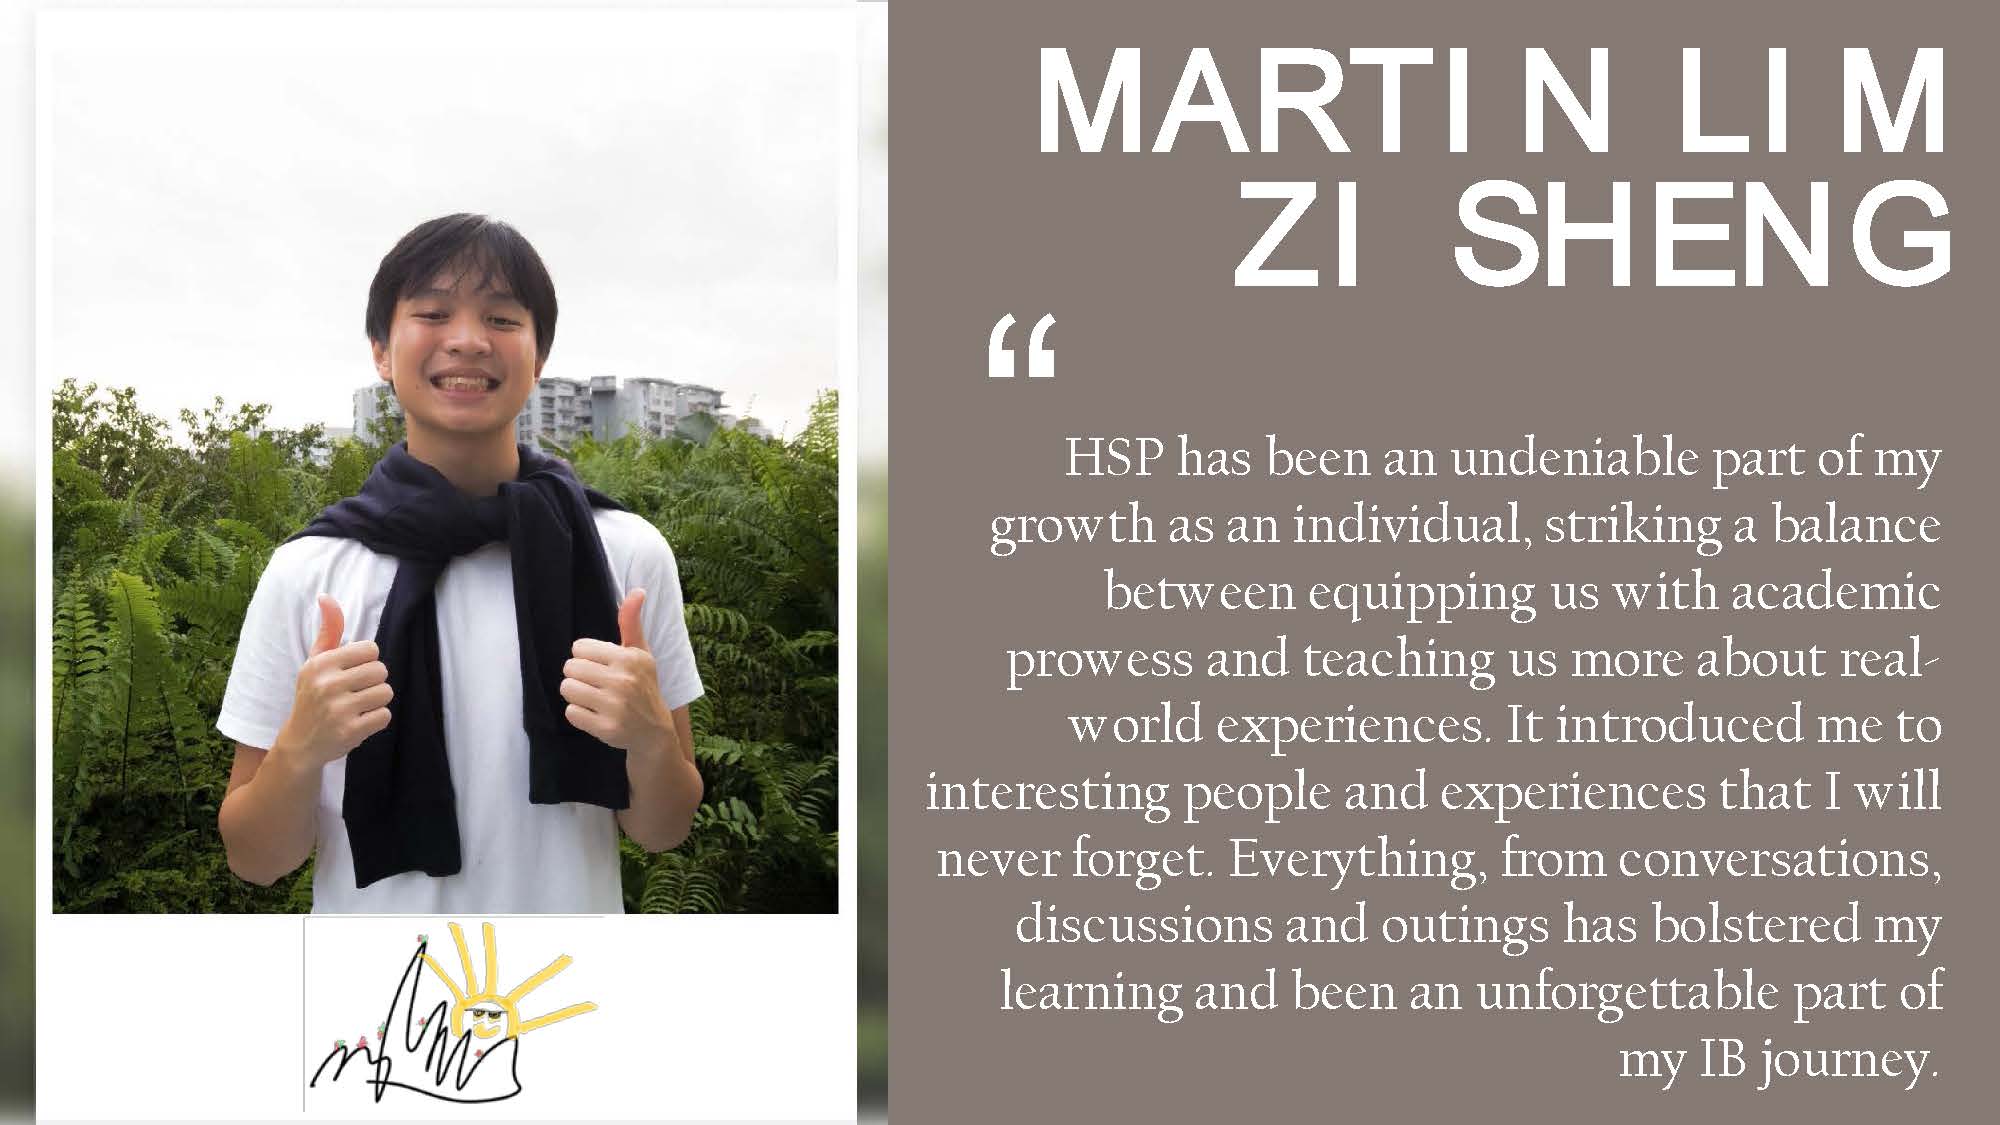 MARTIN LIM
ZI SHENG
“
HSP has been an undeniable part of my
growth as an individual, striking a balance
between equipping us with academic
prowess and teaching us more about real-
world experiences. It introduced me to
interesting people and experiences that I will
never forget. Everything, from conversations,
discussions and outings has bolstered my
learning and been an unforgettable part of
my IB journey.